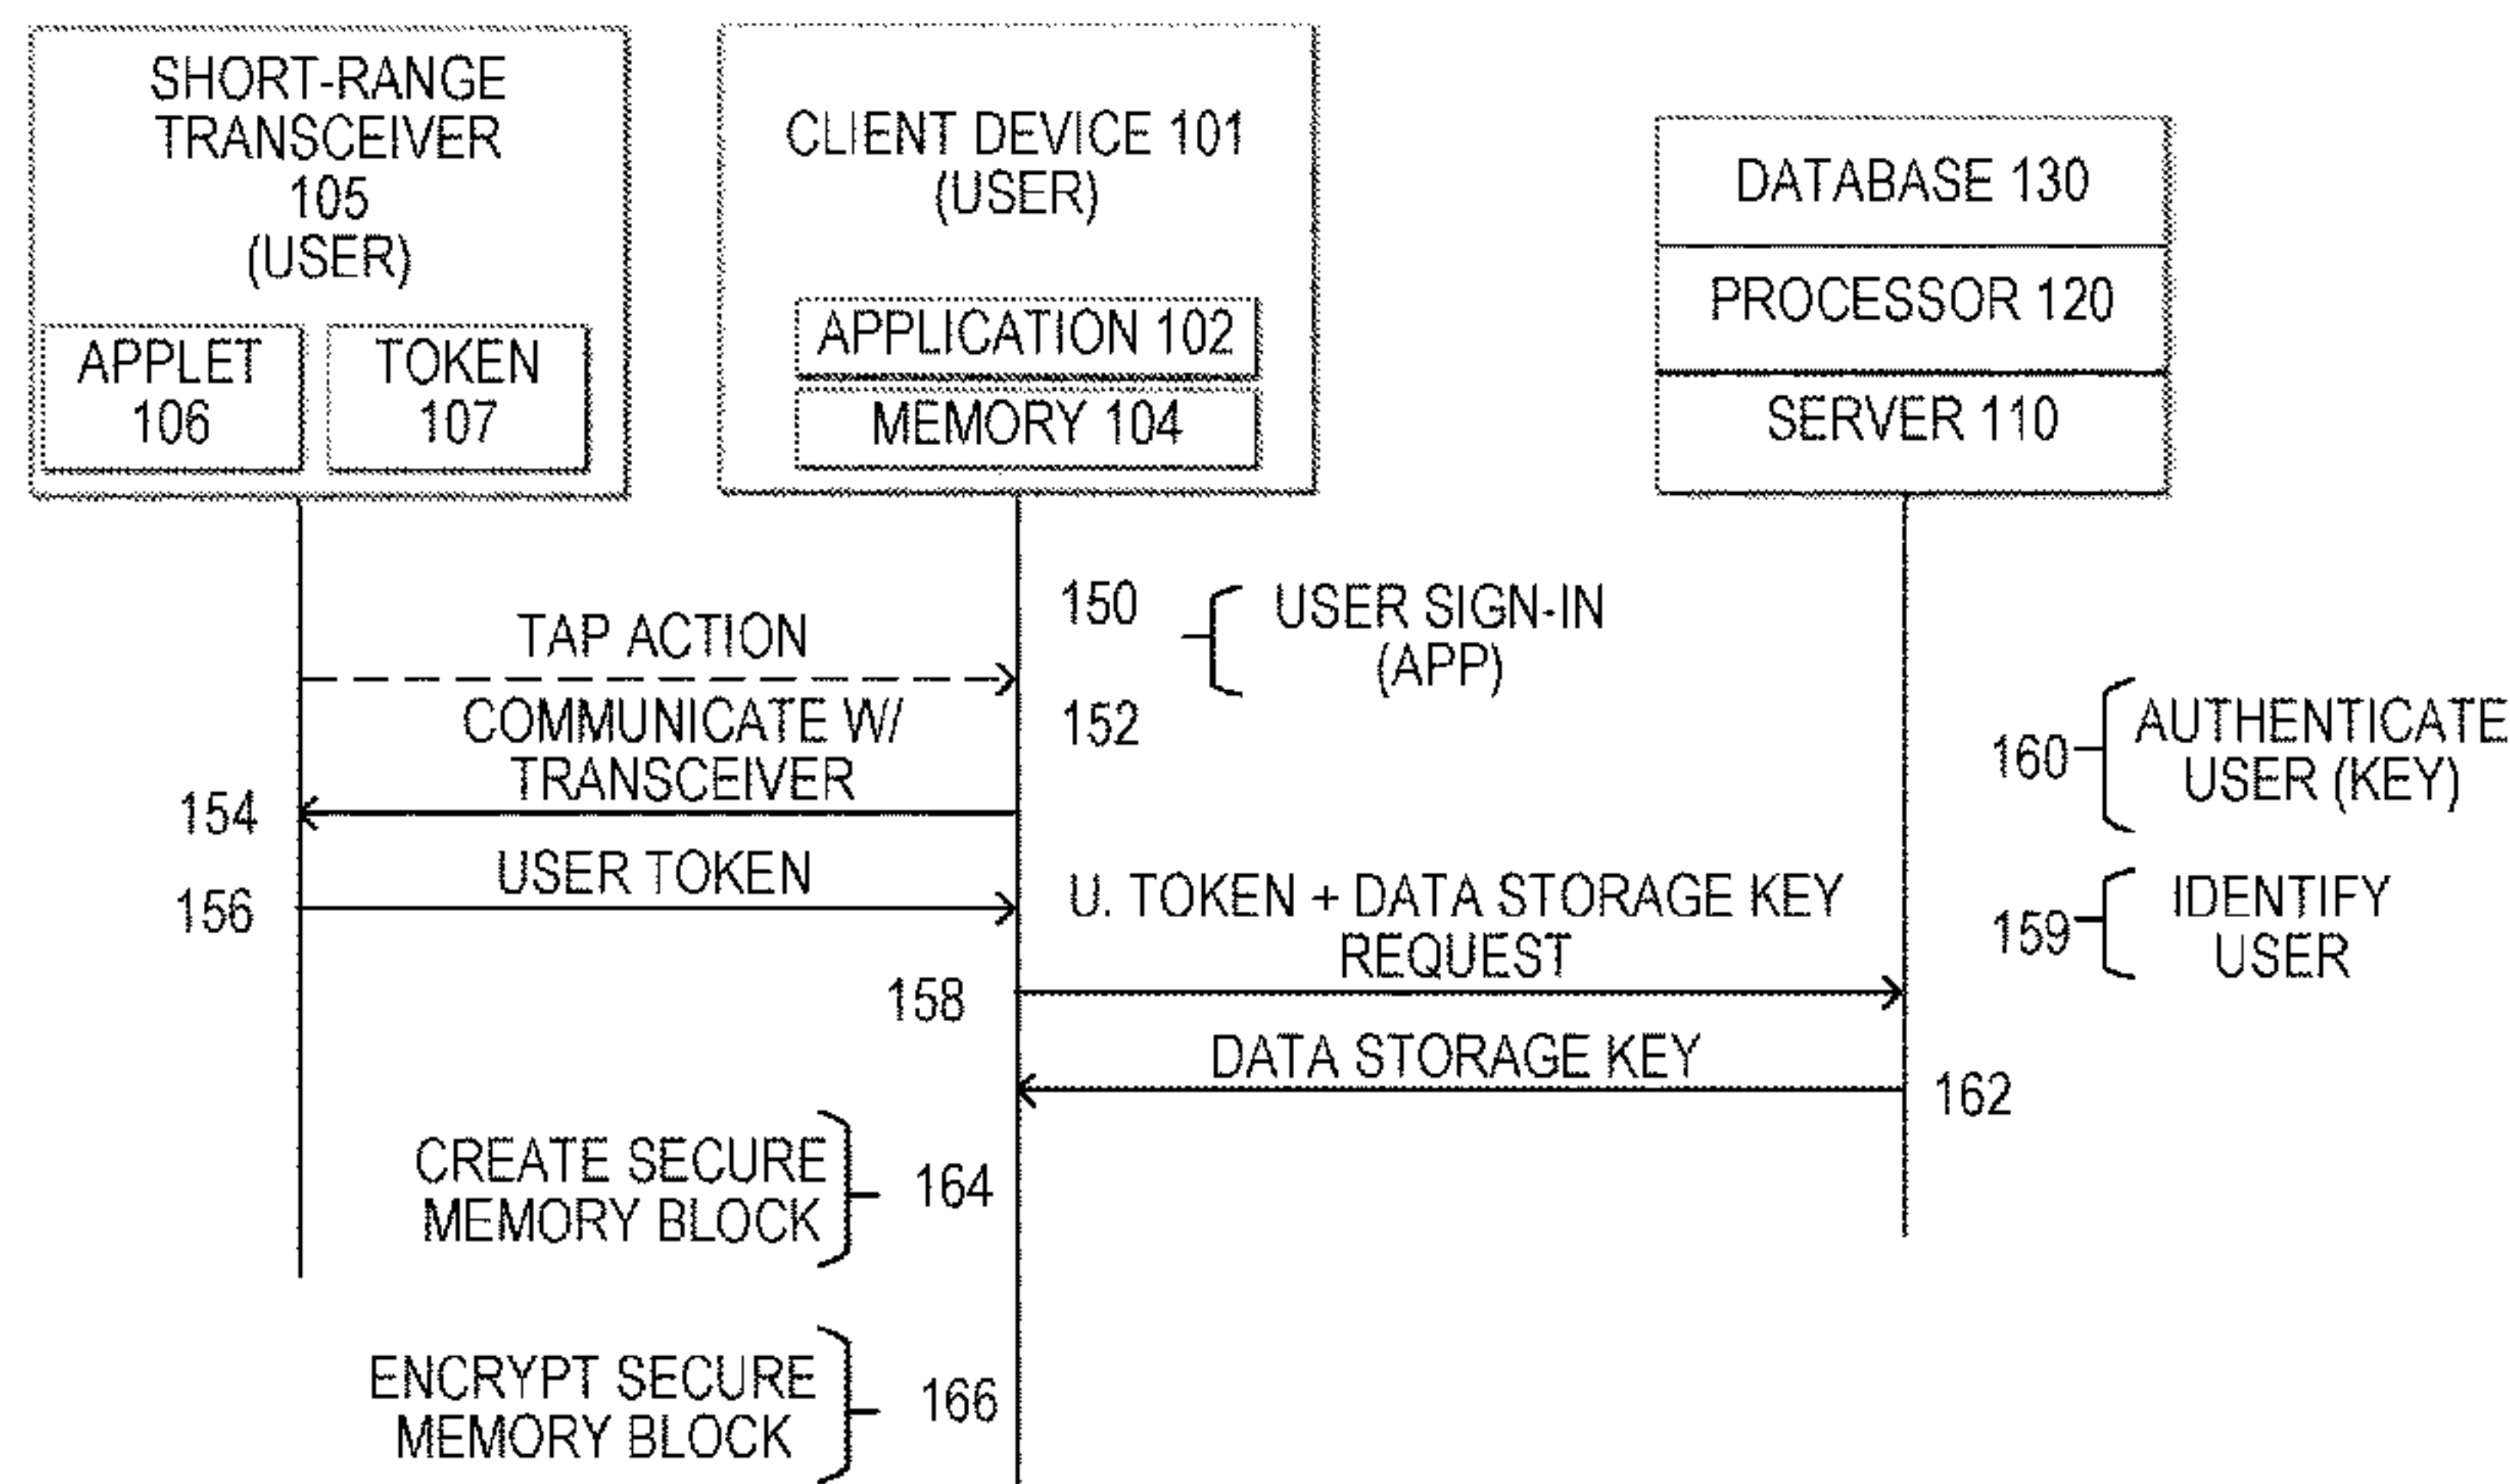 SHORT-RANGE
TRANSCEIVER
105
(USER)
APPLET
106
TOKEN
107
CLIENT DEVICE 101
(USER)
APPLICATION 102
MEMORY 104
DATABASE 130
PROCESSOR 120
SERVER 110
150
USER SIGN-IN
(APP)
TAP ACTION
152
COMMUNICATE W/
TRANSCEIVER
154
160
AUTHENTICATE
USER (KEY)
USER TOKEN
156
U. TOKEN + DATA STORAGE KEY
REQUEST
158
159
IDENTIFY
USER
DATA STORAGE KEY
162
CREATE SECURE
MEMORY BLOCK
164
ENCRYPT SECURE
MEMORY BLOCK
166